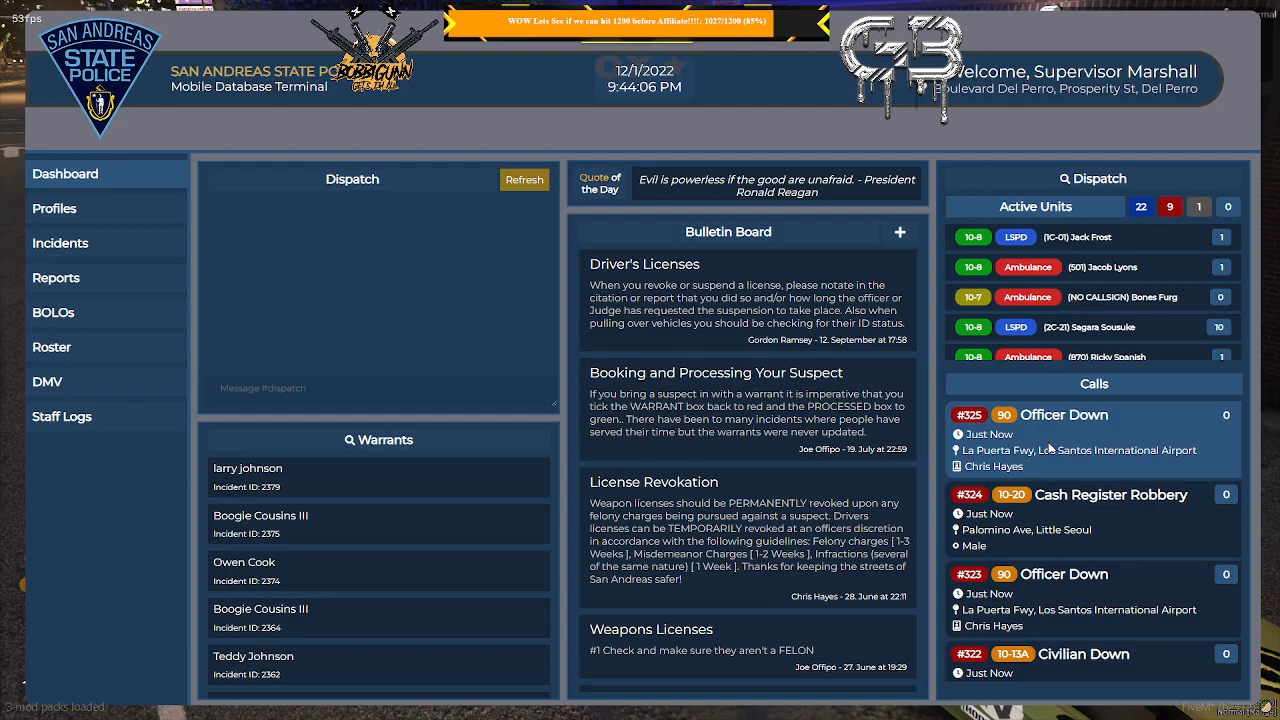 53fps
WOW Lets See if we can hit 1200 before Affiliate!!!!: 1027/1200 (85%)
SAN ANDREAS
STATE
POLICE
SAN ANDREAS STATE PO
Mobile Database Terminal
BOBBIGUNN
GETS 'EM ALL
12/1/2022
9:44:06 PM
GB
Welcome, Supervisor Marshall
Boulevard Del Perro, Prosperity St, Del Perro
Dashboard
Profiles
Incidents
Reports
BOLOs
Roster
DMV
Staff Logs
Dispatch
Refresh
Message #dispatch
Warrants
larry johnson
Incident ID: 2379
Boogie Cousins III
Incident ID: 2375
Owen Cook
Incident ID: 2374
Boogie Cousins III
Incident ID: 2364
Teddy Johnson
Incident ID: 2362
Quote of
the Day
Evil is powerless if the good are unafraid. - President
Ronald Reagan
Bulletin Board
+
Driver's Licenses
When you revoke or suspend a license, please notate in the
citation or report that you did so and/or how long the officer or
Judge has requested the suspension to take place. Also when
pulling over vehicles you should be checking for their ID status.
Gordon Ramsey - 12. September at 17:58
Booking and Processing Your Suspect
If you bring a suspect in with a warrant it is imperative that you
tick the WARRANT box back to red and the PROCESSED box to
green.. There have been to many incidents where people have
served their time but the warrants were never updated.
Joe Offipo - 19. July at 22:59
License Revokation
Weapon licenses should be PERMANENTLY revoked upon any
felony charges being pursued against a suspect. Drivers
licenses can be TEMPORARILY revoked at an officers discretion
in accordance with the following guidelines: Felony charges [ 1-3
Weeks ], Misdemeanor Charges [ 1-2 Weeks ], Infractions (several
of the same nature) [ 1 Week ]. Thanks for keeping the streets of
San Andreas safer!
Chris Hayes - 28. June at 22:11
Weapons Licenses
#1 Check and make sure they aren't a FELON
Joe Offipo - 27. June at 19:29
Dispatch
Active Units 22 9 1 0
10-8 LSPD (1C-01) Jack Frost 1
10-8 Ambulance (501) Jacob Lyons 1
10-7 Ambulance (NO CALLSIGN) Bones Furg 0
10-8 LSPD (2C-21) Sagara Sousuke 10
10-8 Ambulance (870) Ricky Spanish 1
Calls
#325 90 Officer Down 0
Just Now
La Puerta Fwy, Los Santos International Airport
Chris Hayes
#324 10-20 Cash Register Robbery 0
Just Now
Palomino Ave, Little Seoul
Male
#323 90 Officer Down 0
Just Now
La Puerta Fwy, Los Santos International Airport
Chris Hayes
#322 10-13A Civilian Down 0
Just Now
3 mod packs loaded